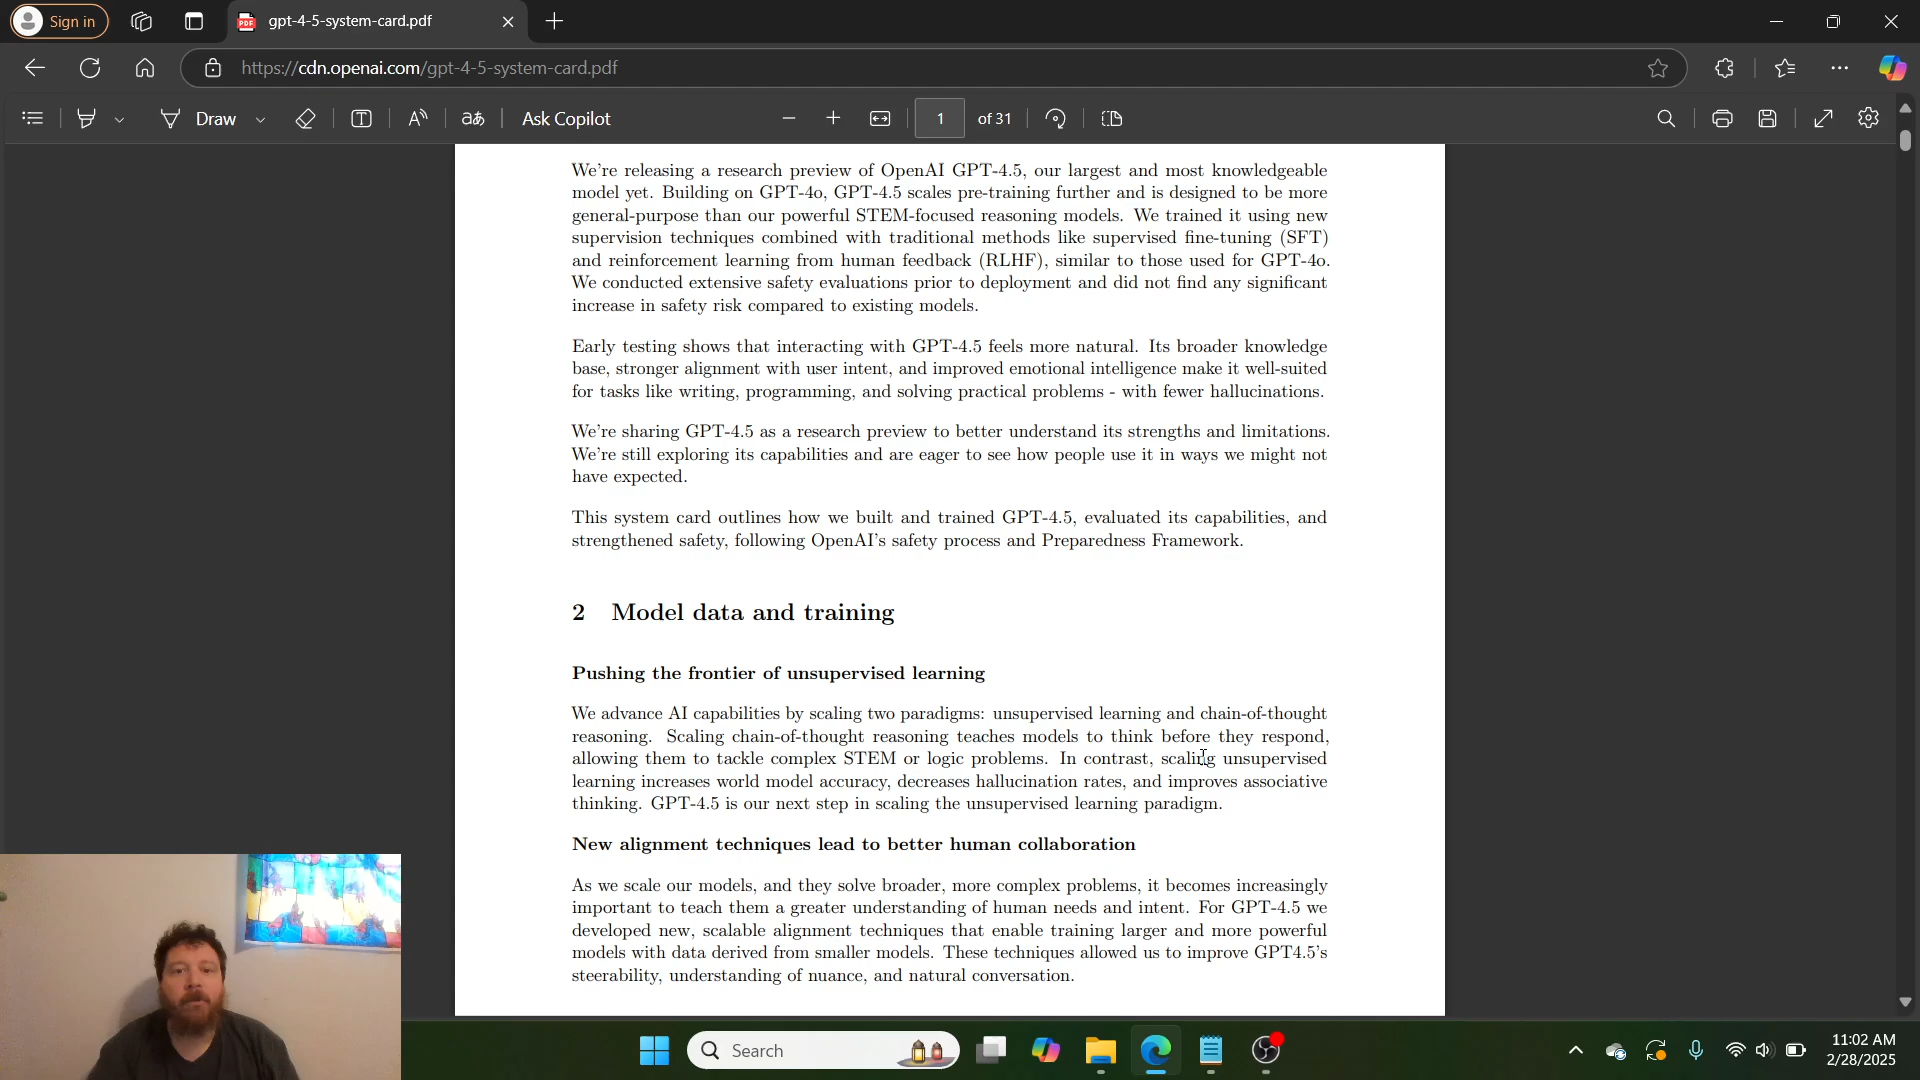 Sign in
gpt-4-5-system-card.pdf
https://cdn.openai.com/gpt-4-5-system-card.pdf
Draw
aあ
Ask Copilot
1 of 31
We're releasing a research preview of OpenAI GPT-4.5, our largest and most knowledgeable
model yet. Building on GPT-4o, GPT-4.5 scales pre-training further and is designed to be more
general-purpose than our powerful STEM-focused reasoning models. We trained it using new
supervision techniques combined with traditional methods like supervised fine-tuning (SFT)
and reinforcement learning from human feedback (RLHF), similar to those used for GPT-4o.
We conducted extensive safety evaluations prior to deployment and did not find any significant
increase in safety risk compared to existing models.
Early testing shows that interacting with GPT-4.5 feels more natural. Its broader knowledge
base, stronger alignment with user intent, and improved emotional intelligence make it well-suited
for tasks like writing, programming, and solving practical problems - with fewer hallucinations.
We're sharing GPT-4.5 as a research preview to better understand its strengths and limitations.
We're still exploring its capabilities and are eager to see how people use it in ways we might not
have expected.
This system card outlines how we built and trained GPT-4.5, evaluated its capabilities, and
strengthened safety, following OpenAI's safety process and Preparedness Framework.
2 Model data and training
Pushing the frontier of unsupervised learning
We advance AI capabilities by scaling two paradigms: unsupervised learning and chain-of-thought
reasoning. Scaling chain-of-thought reasoning teaches models to think before they respond,
allowing them to tackle complex STEM or logic problems. In contrast, scaling unsupervised
learning increases world model accuracy, decreases hallucination rates, and improves associative
thinking. GPT-4.5 is our next step in scaling the unsupervised learning paradigm.
New alignment techniques lead to better human collaboration
As we scale our models, and they solve broader, more complex problems, it becomes increasingly
important to teach them a greater understanding of human needs and intent. For GPT-4.5 we
developed new, scalable alignment techniques that enable training larger and more powerful
models with data derived from smaller models. These techniques allowed us to improve GPT4.5's
steerability, understanding of nuance, and natural conversation.
Search
11:02 AM
2/28/2025